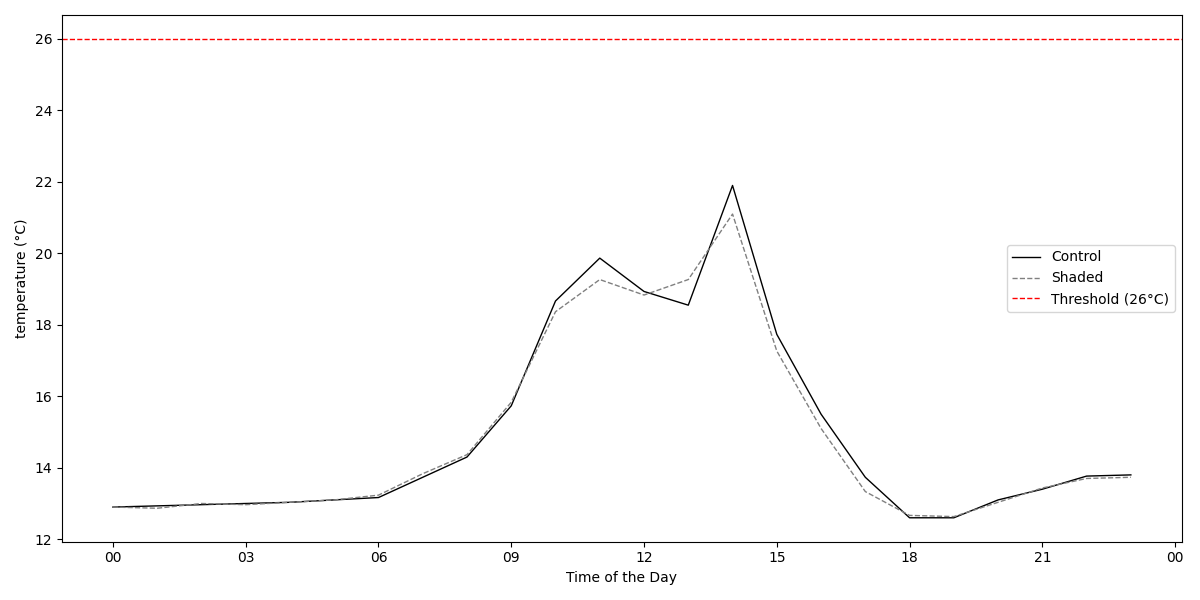 26
24
22
20
18
16
14
12
temperature (°C)
Control
Shaded
Threshold (26°C)
00 03 06 09 12 15 18 21 00
Time of the Day